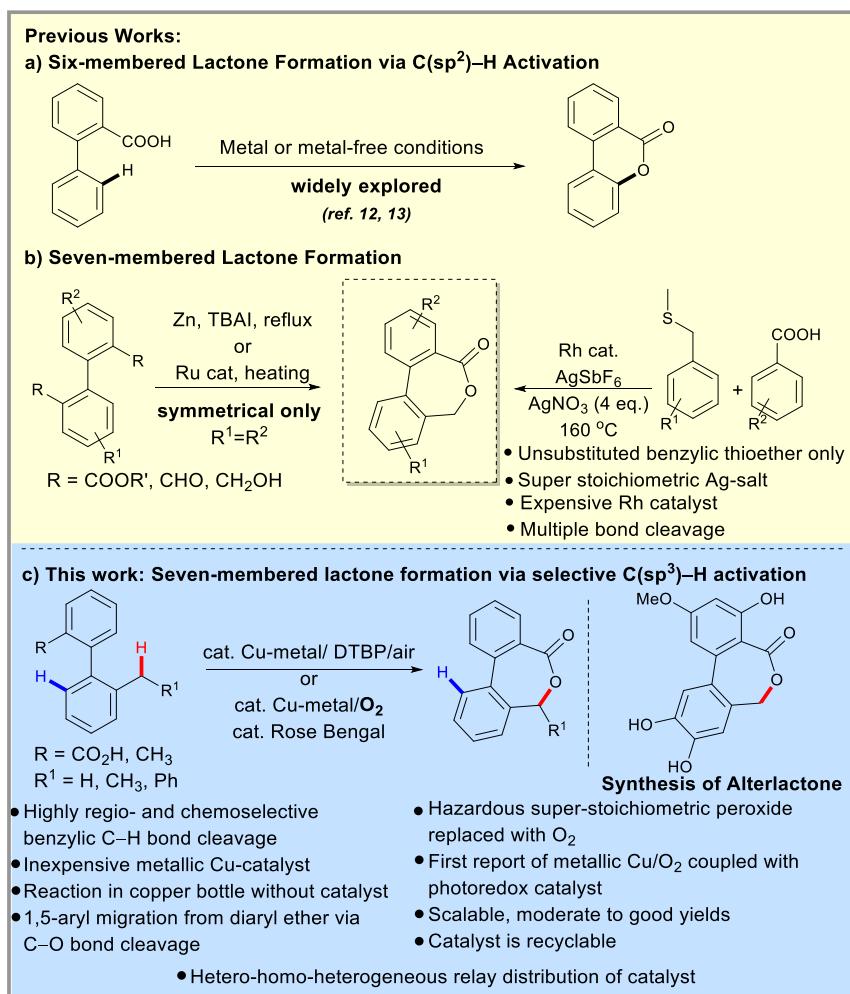 Previous Works:
a) Six-membered Lactone Formation via C(sp²)–H Activation
COOH
H
Metal or metal-free conditions
widely explored
(ref. 12, 13)
O
O
b) Seven-membered Lactone Formation
R²
R
R
R¹
Zn, TBAI, reflux
or
Ru cat, heating
symmetrical only
R¹=R²
R = COOR', CHO, CH₂OH
R²
O
O
R¹
Rh cat.
AgSbF₆
AgNO₃ (4 eq.)
160 °C
S
R¹
+
COOH
R²
● Unsubstituted benzylic thioether only
● Super stoichiometric Ag-salt
● Expensive Rh catalyst
● Multiple bond cleavage
c) This work: Seven-membered lactone formation via selective C(sp³)–H activation
R
H
H
R¹
R = CO₂H, CH₃
R¹ = H, CH₃, Ph
cat. Cu-metal/ DTBP/air
or
cat. Cu-metal/O₂
cat. Rose Bengal
H
O
O
R¹
MeO
OH
O
O
HO
HO
Synthesis of Alterlactone
● Highly regio- and chemoselective
benzylic C–H bond cleavage
● Inexpensive metallic Cu-catalyst
● Reaction in copper bottle without catalyst
● 1,5-aryl migration from diaryl ether via
C–O bond cleavage
● Hazardous super-stoichiometric peroxide
replaced with O₂
● First report of metallic Cu/O₂ coupled with
photoredox catalyst
● Scalable, moderate to good yields
● Catalyst is recyclable
● Hetero-homo-heterogeneous relay distribution of catalyst